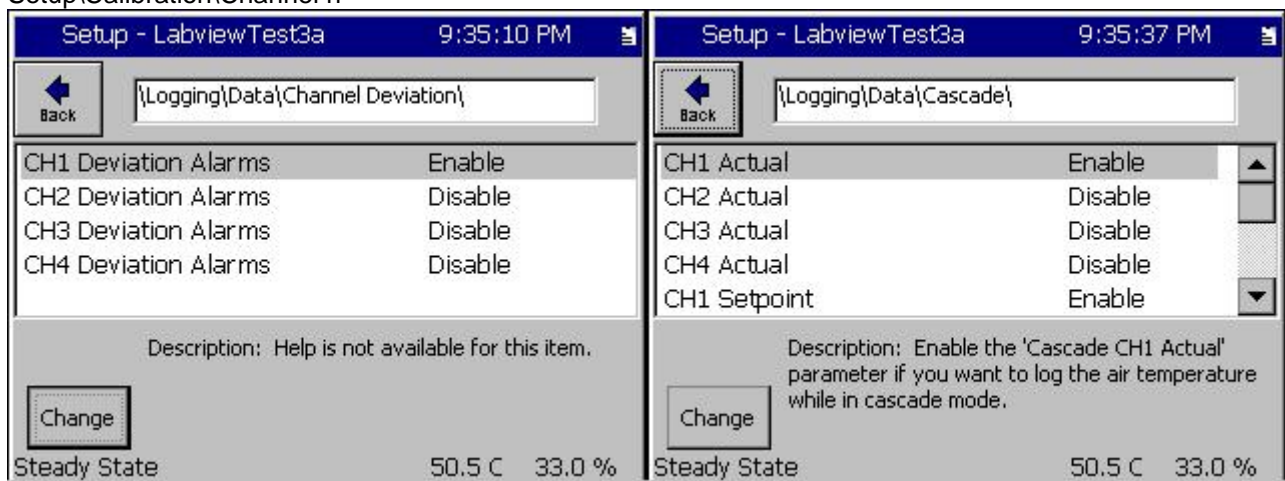 Setup\Calibration\Channel n
Setup - LabviewTest3a 9:35:10 PM
Back \Logging\Data\Channel Deviation\
CH1 Deviation Alarms Enable
CH2 Deviation Alarms Disable
CH3 Deviation Alarms Disable
CH4 Deviation Alarms Disable
Description: Help is not available for this item.
Change
Steady State 50.5 C 33.0 %
Setup - LabviewTest3a 9:35:37 PM
Back \Logging\Data\Cascade\
CH1 Actual Enable
CH2 Actual Disable
CH3 Actual Disable
CH4 Actual Disable
CH1 Setpoint Enable
Description: Enable the 'Cascade CH1 Actual'
parameter if you want to log the air temperature
while in cascade mode.
Change
Steady State 50.5 C 33.0 %